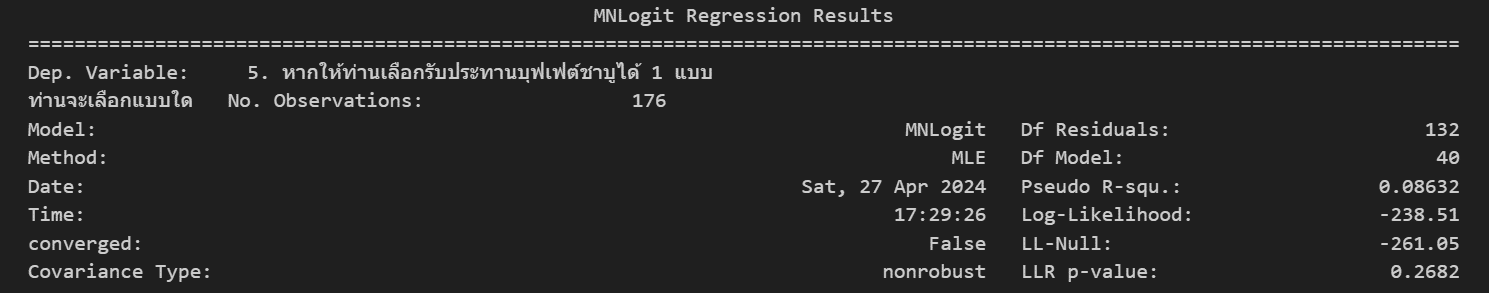 MNLogit Regression Results
==============================================================================================================================
Dep. Variable: 5. หากให้ท่านเลือกรับประทานบุฟเฟต์ชาบูได้ 1 แบบ
ท่านจะเลือกแบบใด No. Observations: 176
Model: MNLogit Df Residuals: 132
Method: MLE Df Model: 40
Date: Sat, 27 Apr 2024 Pseudo R-squ.: 0.08632
Time: 17:29:26 Log-Likelihood: -238.51
converged: False LL-Null: -261.05
Covariance Type: nonrobust LLR p-value: 0.2682